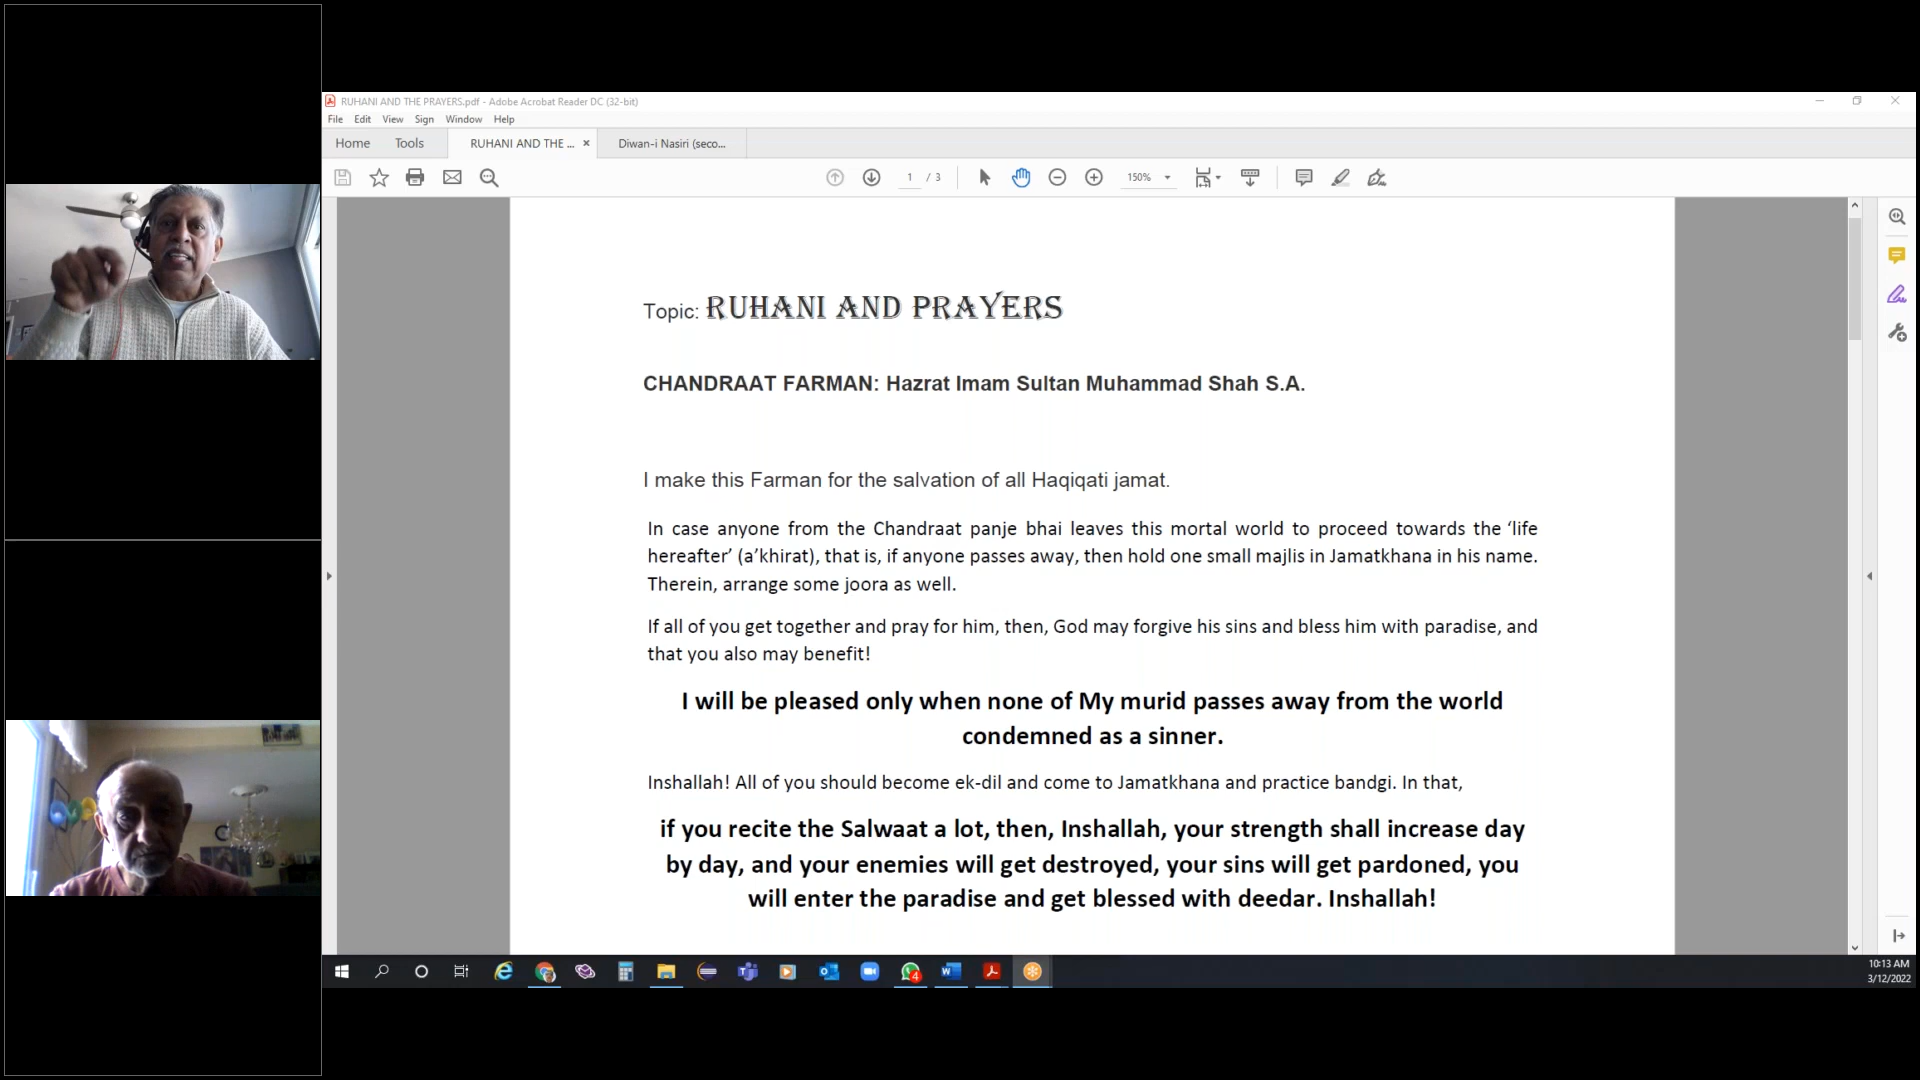 RUHANI AND THE PRAYERS.pdf - Adobe Acrobat Reader DC (32-bit)
File Edit View Sign Window Help
Home Tools RUHANI AND THE ... Diwan-i Nasiri (seco...
1 / 3 150%
Topic: RUHANI AND PRAYERS
CHANDRAAT FARMAN: Hazrat Imam Sultan Muhammad Shah S.A.
I make this Farman for the salvation of all Haqiqati jamat.
In case anyone from the Chandraat panje bhai leaves this mortal world to proceed towards the ‘life
hereafter’ (a’khirat), that is, if anyone passes away, then hold one small majlis in Jamatkhana in his name.
Therein, arrange some joora as well.
If all of you get together and pray for him, then, God may forgive his sins and bless him with paradise, and
that you also may benefit!
I will be pleased only when none of My murid passes away from the world
condemned as a sinner.
Inshallah! All of you should become ek-dil and come to Jamatkhana and practice bandgi. In that,
if you recite the Salwaat a lot, then, Inshallah, your strength shall increase day
by day, and your enemies will get destroyed, your sins will get pardoned, you
will enter the paradise and get blessed with deedar. Inshallah!
4
10:13 AM
3/12/2022